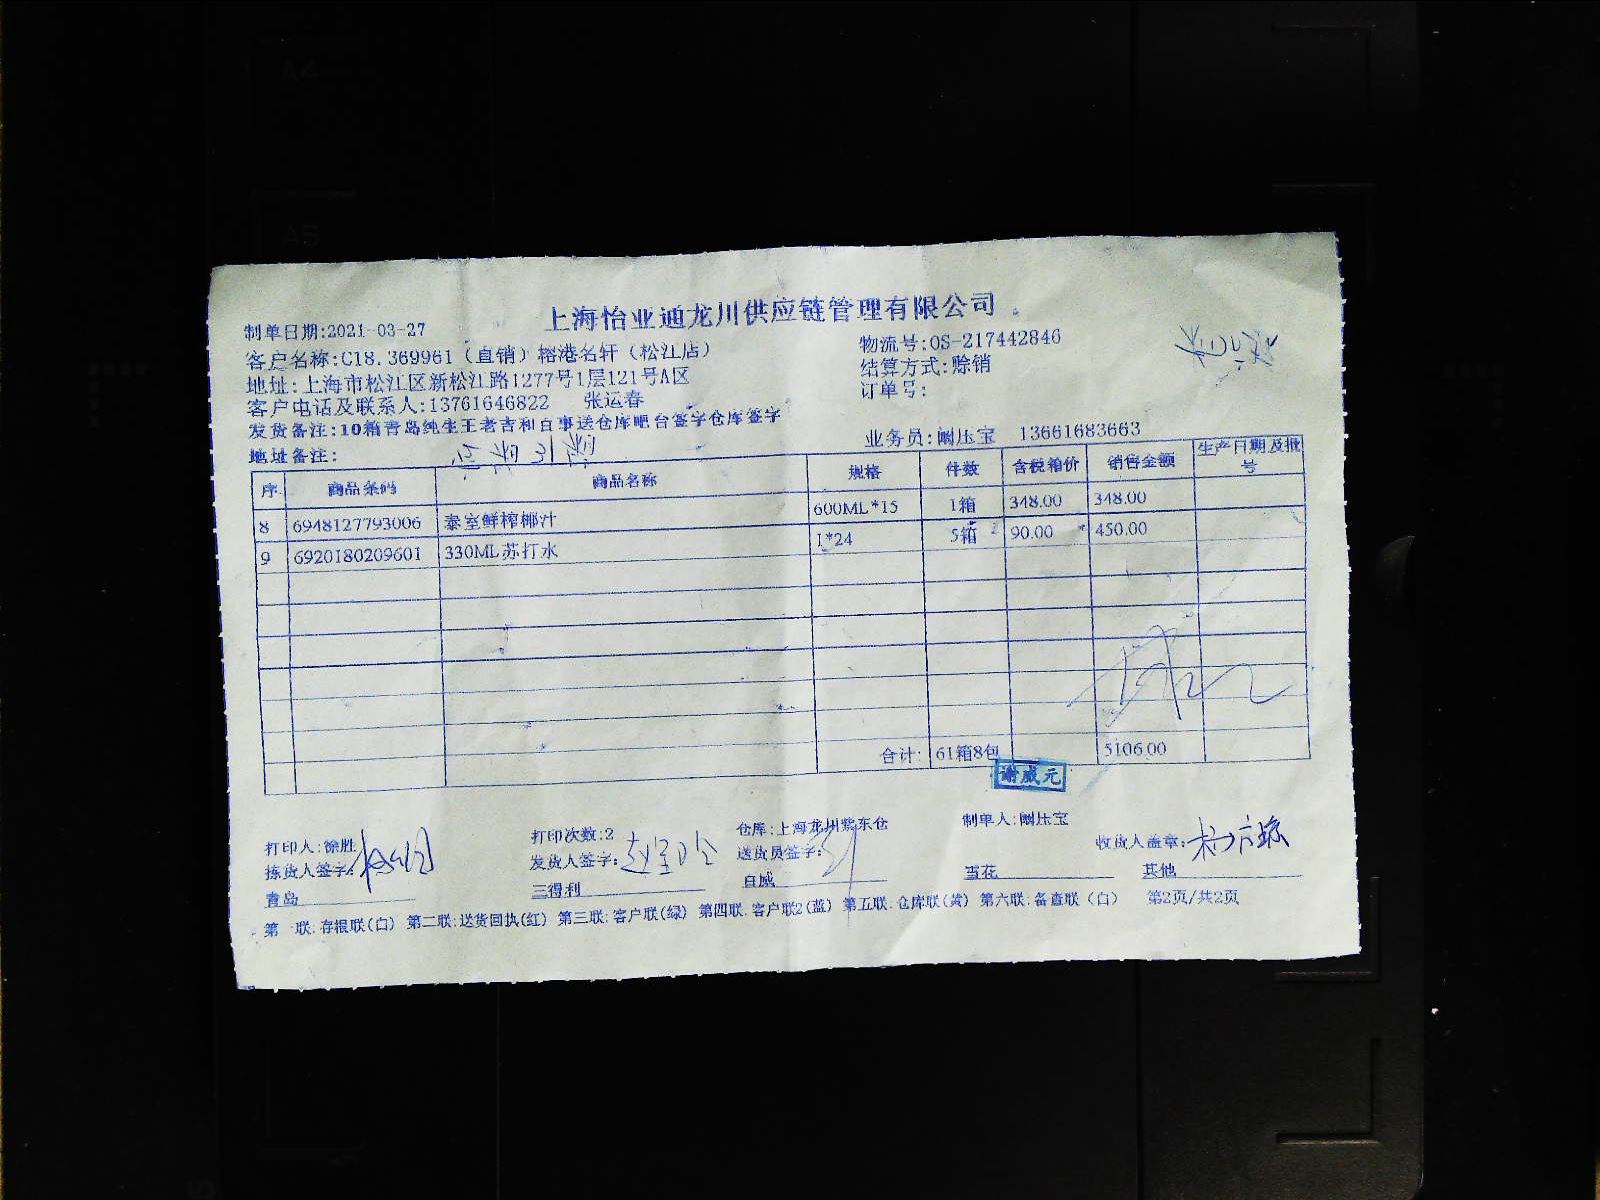 上海怡亚通龙川供应链管理有限公司
制单日期:2021-03-27
物流号:OS-217442846
客户名称:C18.369961（直销）榕港名轩（松江店）
结算方式:赊销
地址:上海市松江区新松江路1277号1层121号A区
订单号:
客户电话及联系人:13761646822 张运春
发货备注:10箱青岛纯生王老吉和百事送仓库吧台签字仓库签字
业务员:阚压宝 13661683663
地址备注:
序 商品条码 商品名称 规格 件数 含税箱价 销售金额 生产日期及批号
8 6948127793006 泰室鲜榨椰汁 600ML*15 1箱 348.00 348.00
9 6920180209601 330ML苏打水 1*24 5箱 90.00 450.00
合计: 61箱8包 5106.00
谢威元
打印人:徐胜 打印次数:2 仓库:上海龙川紫东仓 制单人:阚压宝
拣货人签字: 发货人签字: 送货员签字: 收货人盖章:
青岛 三得利 百威 雪花 其他
第一联:存根联(白) 第二联:送货回执(红) 第三联:客户联(绿) 第四联:客户联2(蓝) 第五联:仓库联(黄) 第六联:备查联(白) 第2页/共2页